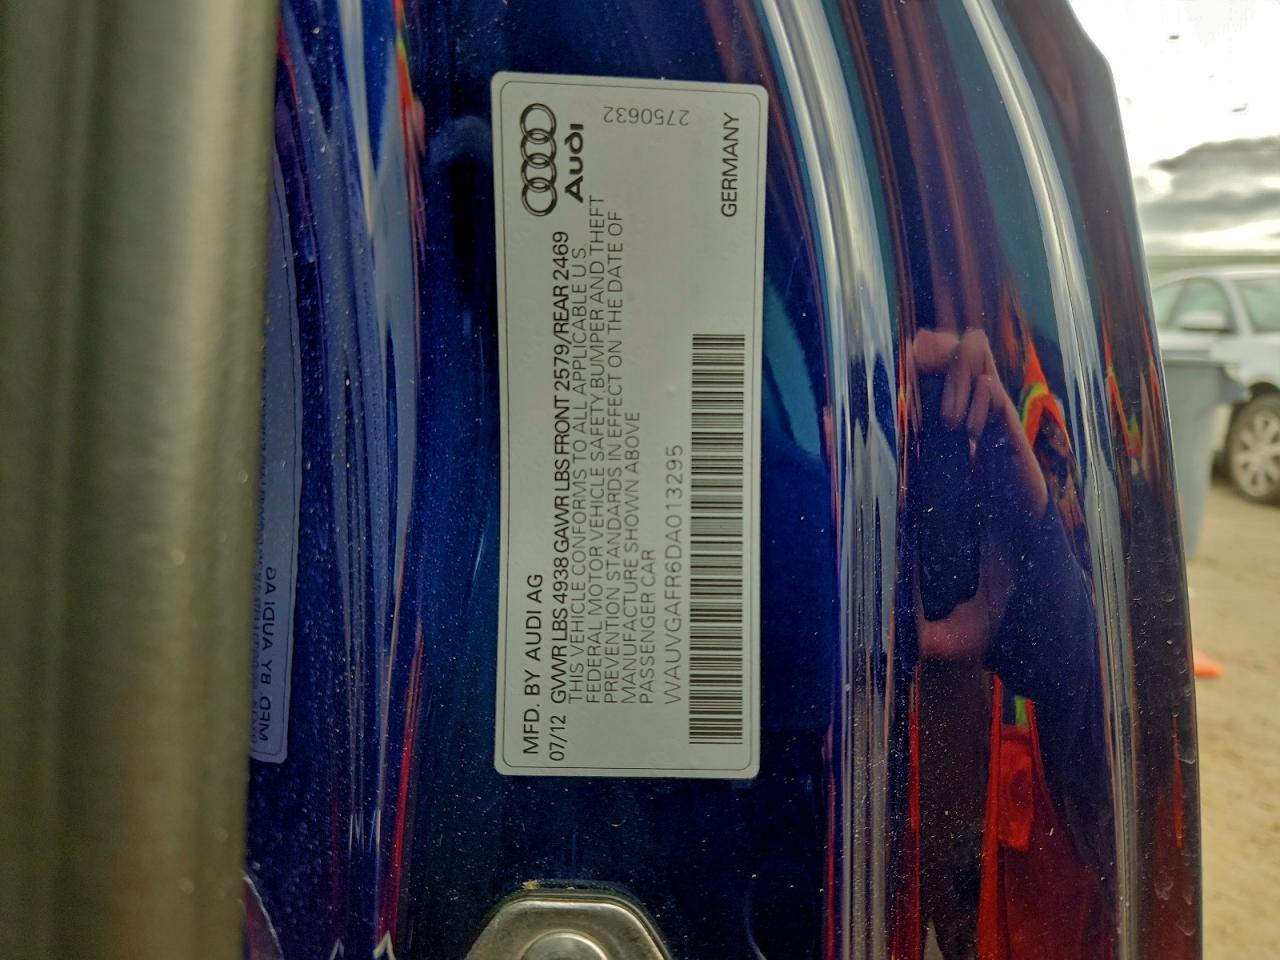 Audi
2750632
MFD. BY AUDI AG
07/12 GVWR LBS 4938 GAWR LBS FRONT 2579/REAR 2469
THIS VEHICLE CONFORMS TO ALL APPLICABLE U.S.
FEDERAL MOTOR VEHICLE SAFETY, BUMPER AND THEFT
PREVENTION STANDARDS IN EFFECT ON THE DATE OF
MANUFACTURE SHOWN ABOVE
PASSENGER CAR
WAUVGAFR6DA013295
GERMANY
MFD. BY AUDI AG